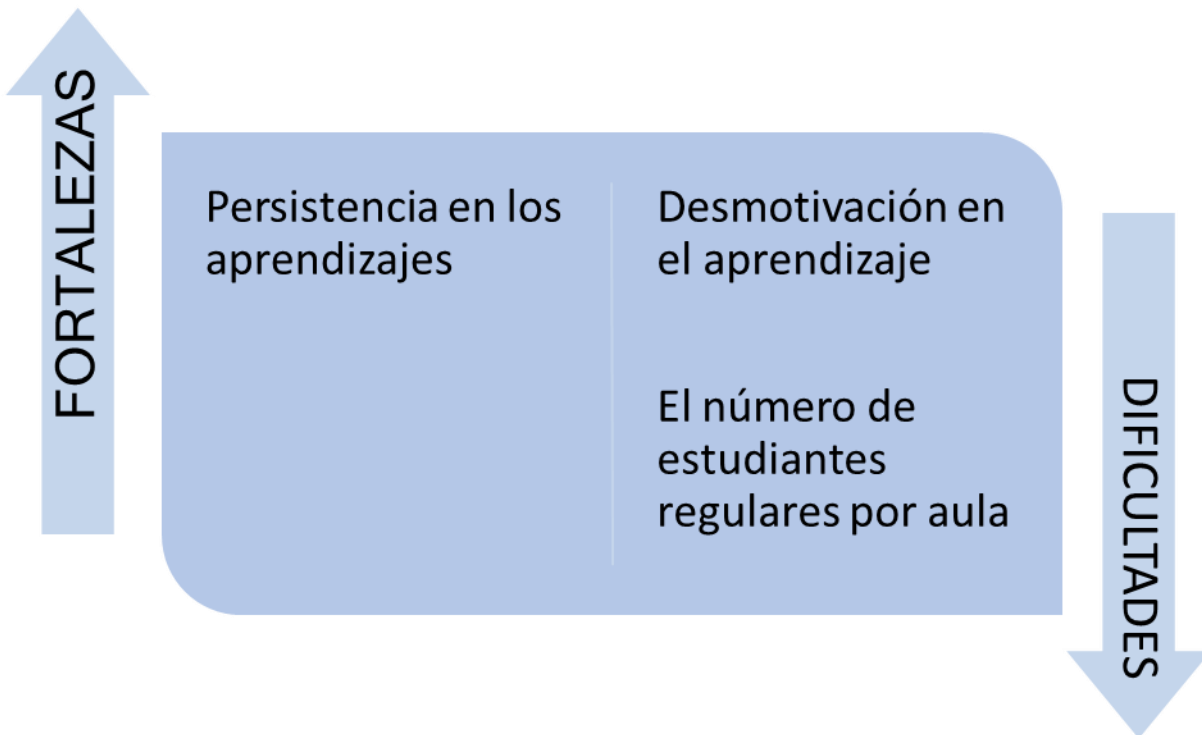 FORTALEZAS
Persistencia en los
aprendizajes
Desmotivación en
el aprendizaje
El número de
estudiantes
regulares por aula
DIFICULTADES